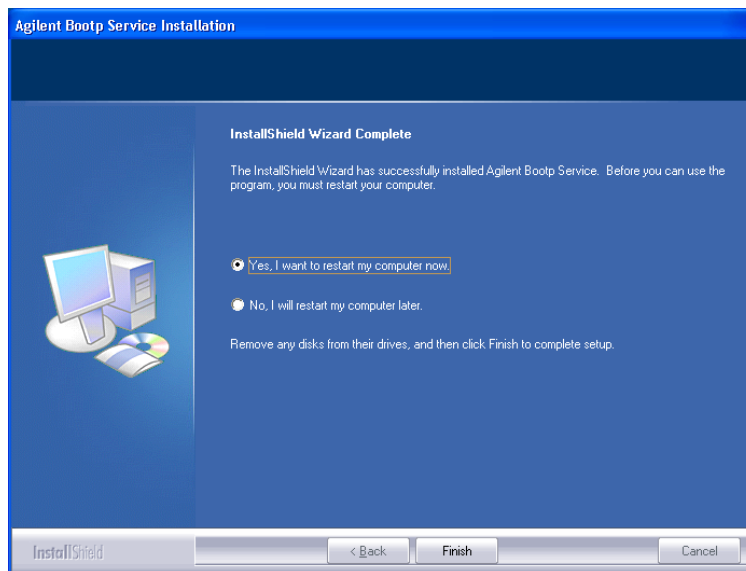 Agilent Bootp Service Installation
InstallShield Wizard Complete
The InstallShield Wizard has successfully installed Agilent Bootp Service. Before you can use the
program, you must restart your computer.
Yes, I want to restart my computer now.
No, I will restart my computer later.
Remove any disks from their drives, and then click Finish to complete setup.
InstallShield
< Back
Finish
Cancel